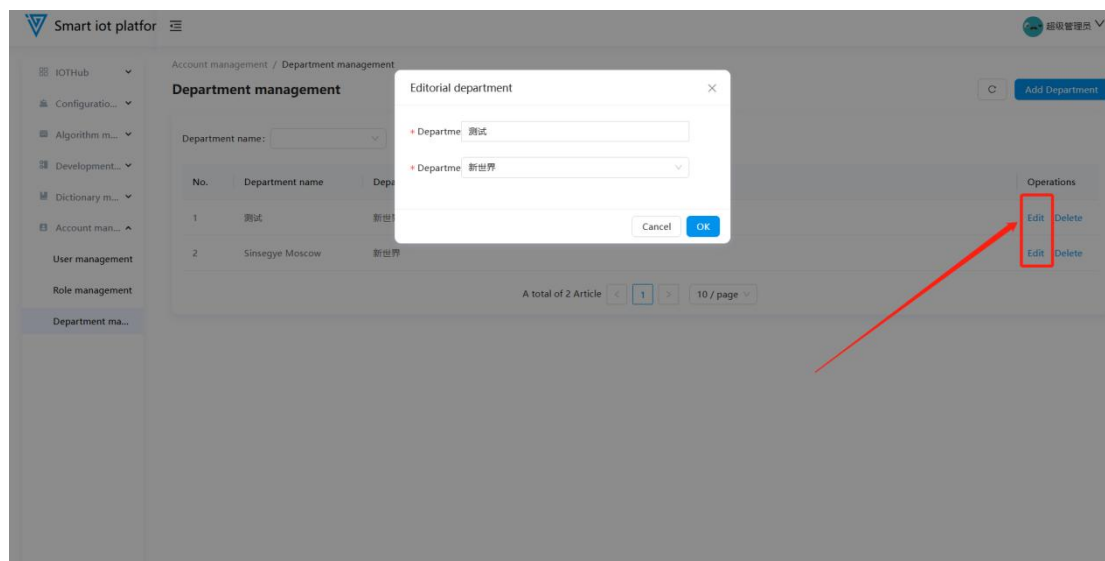 Smart iot platfor
超级管理员
IOTHub
Configuratio...
Algorithm m...
Development...
Dictionary m...
Account man...
User management
Role management
Department ma...
Account management / Department management
Department management
C Add Department
Department name:
No. Department name Depa Operations
1 测试 新世界 Edit Delete
2 Sinsegye Moscow 新世界 Edit Delete
A total of 2 Article < 1 > 10 / page
Editorial department
* Departme 测试
* Departme 新世界
Cancel OK